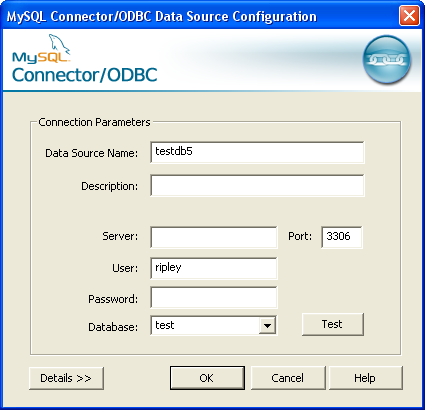 MySQL Connector/ODBC Data Source Configuration
MySQL
Connector/ODBC
Connection Parameters
Data Source Name: testdb5
Description:
Server: Port: 3306
User: ripley
Password:
Database: test Test
Details >> OK Cancel Help